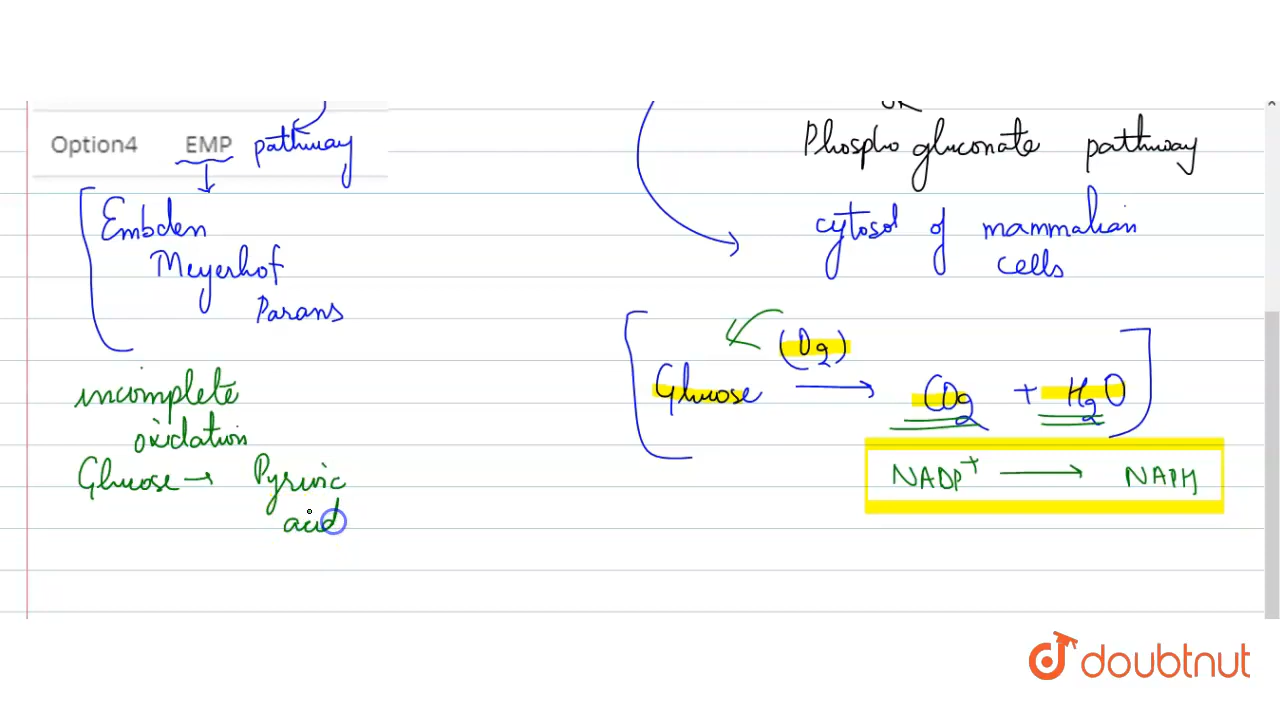 Option4 EMP pathway
Embden
Meyerhof
Parans
incomplete
oxidation
Glucose → Pyruvic
acid
OR
Phospho gluconate pathway
cytosol of mammalian
cells
(O2)
Glucose → CO2 + H2O
NADP+ → NAPH
doubtnut